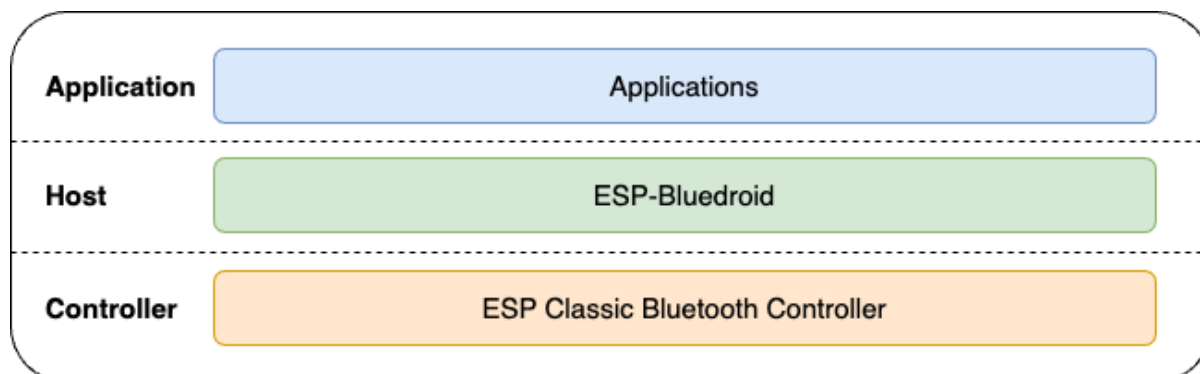 Application
Applications
Host
ESP-Bluedroid
Controller
ESP Classic Bluetooth Controller